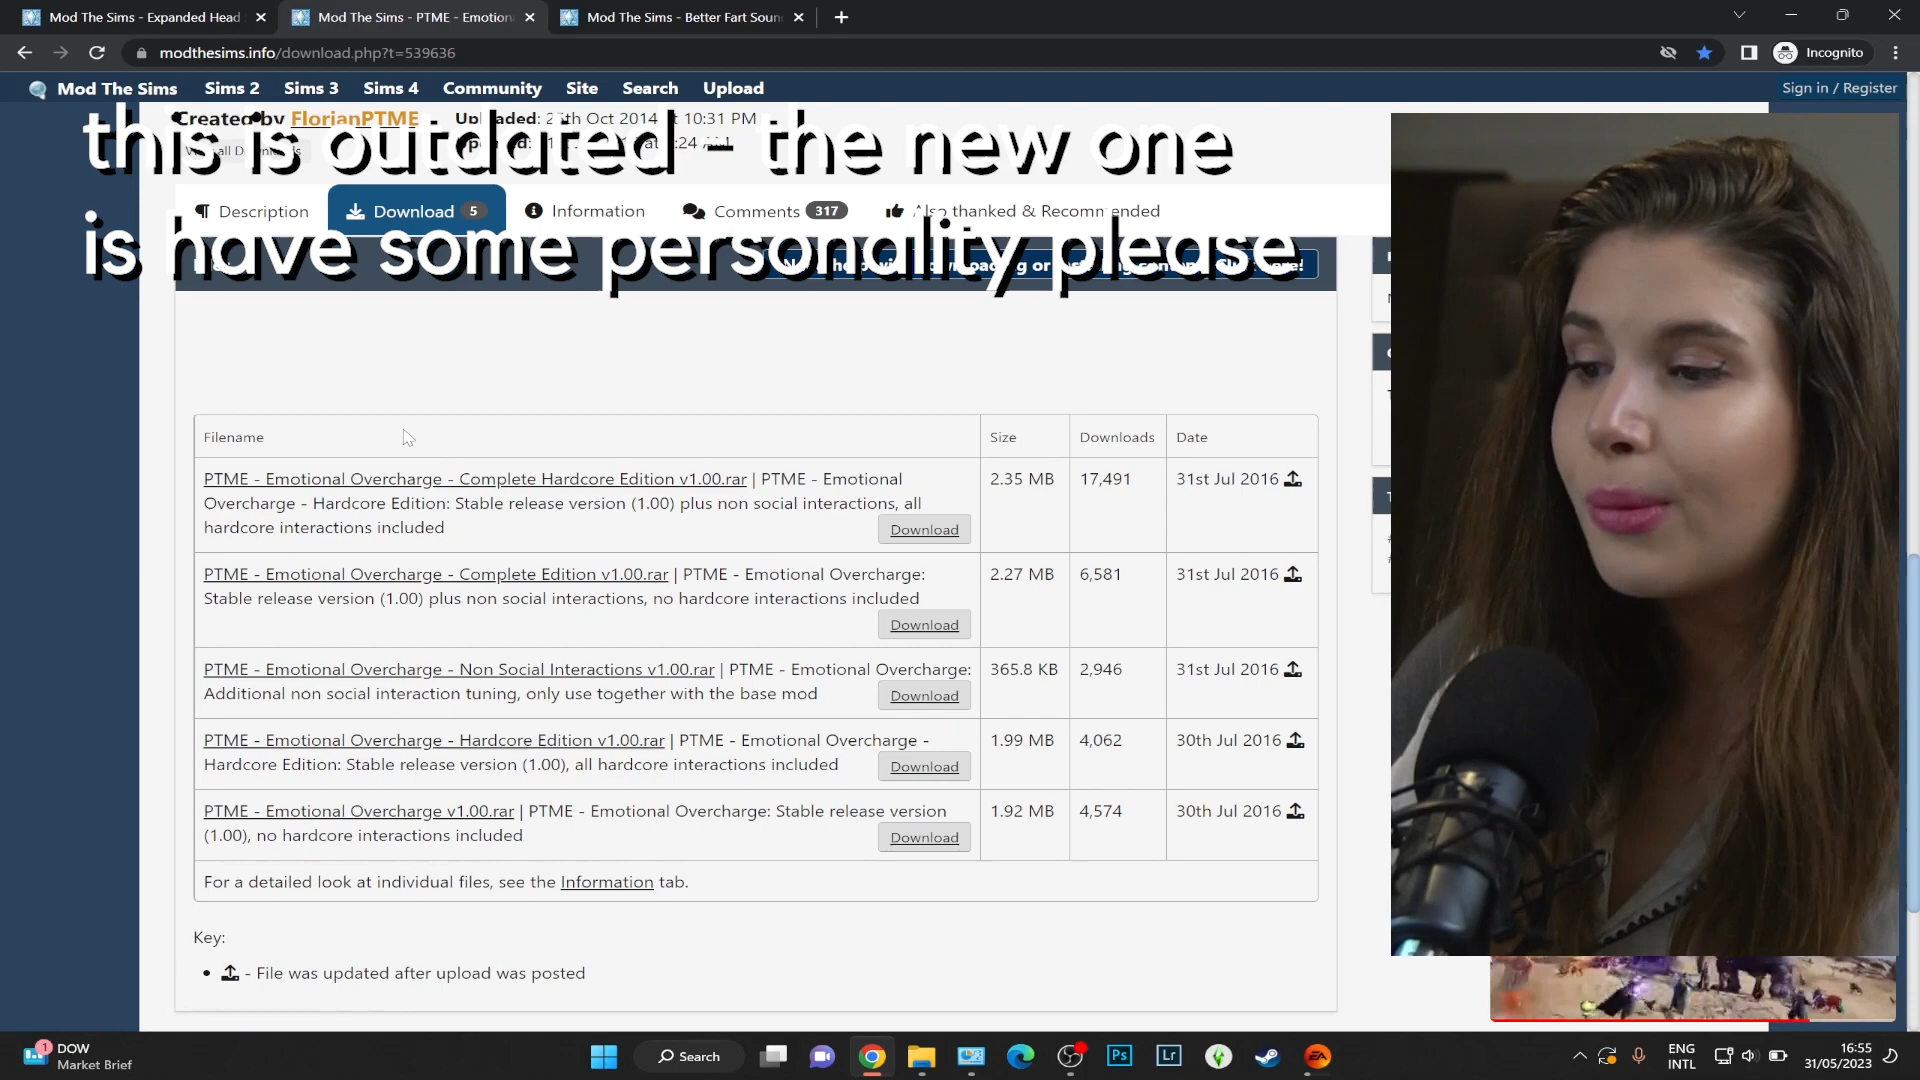 Mod The Sims - Expanded Head
Mod The Sims - PTME - Emotion
Mod The Sims - Better Fart Soun
modthesims.info/download.php?t=539636
Incognito
Mod The Sims
Sims 2
Sims 3
Sims 4
Community
Site
Search
Upload
Sign in / Register
Created by FlorianPTME
this is outdated - the new one
is have some personality please
Description
Download 5
Information
Comments 317
Also thanked & Recommended
Filename
Size
Downloads
Date
PTME - Emotional Overcharge - Complete Hardcore Edition v1.00.rar | PTME - Emotional
Overcharge - Hardcore Edition: Stable release version (1.00) plus non social interactions, all
hardcore interactions included
Download
2.35 MB
17,491
31st Jul 2016
PTME - Emotional Overcharge - Complete Edition v1.00.rar | PTME - Emotional Overcharge:
Stable release version (1.00) plus non social interactions, no hardcore interactions included
Download
2.27 MB
6,581
31st Jul 2016
PTME - Emotional Overcharge - Non Social Interactions v1.00.rar | PTME - Emotional Overcharge:
Additional non social interaction tuning, only use together with the base mod
Download
365.8 KB
2,946
31st Jul 2016
PTME - Emotional Overcharge - Hardcore Edition v1.00.rar | PTME - Emotional Overcharge -
Hardcore Edition: Stable release version (1.00), all hardcore interactions included
Download
1.99 MB
4,062
30th Jul 2016
PTME - Emotional Overcharge v1.00.rar | PTME - Emotional Overcharge: Stable release version
(1.00), no hardcore interactions included
Download
1.92 MB
4,574
30th Jul 2016
For a detailed look at individual files, see the Information tab.
Key:
- File was updated after upload was posted
1
DOW
Market Brief
Search
Ps
Lr
EA
ENG
INTL
16:55
31/05/2023